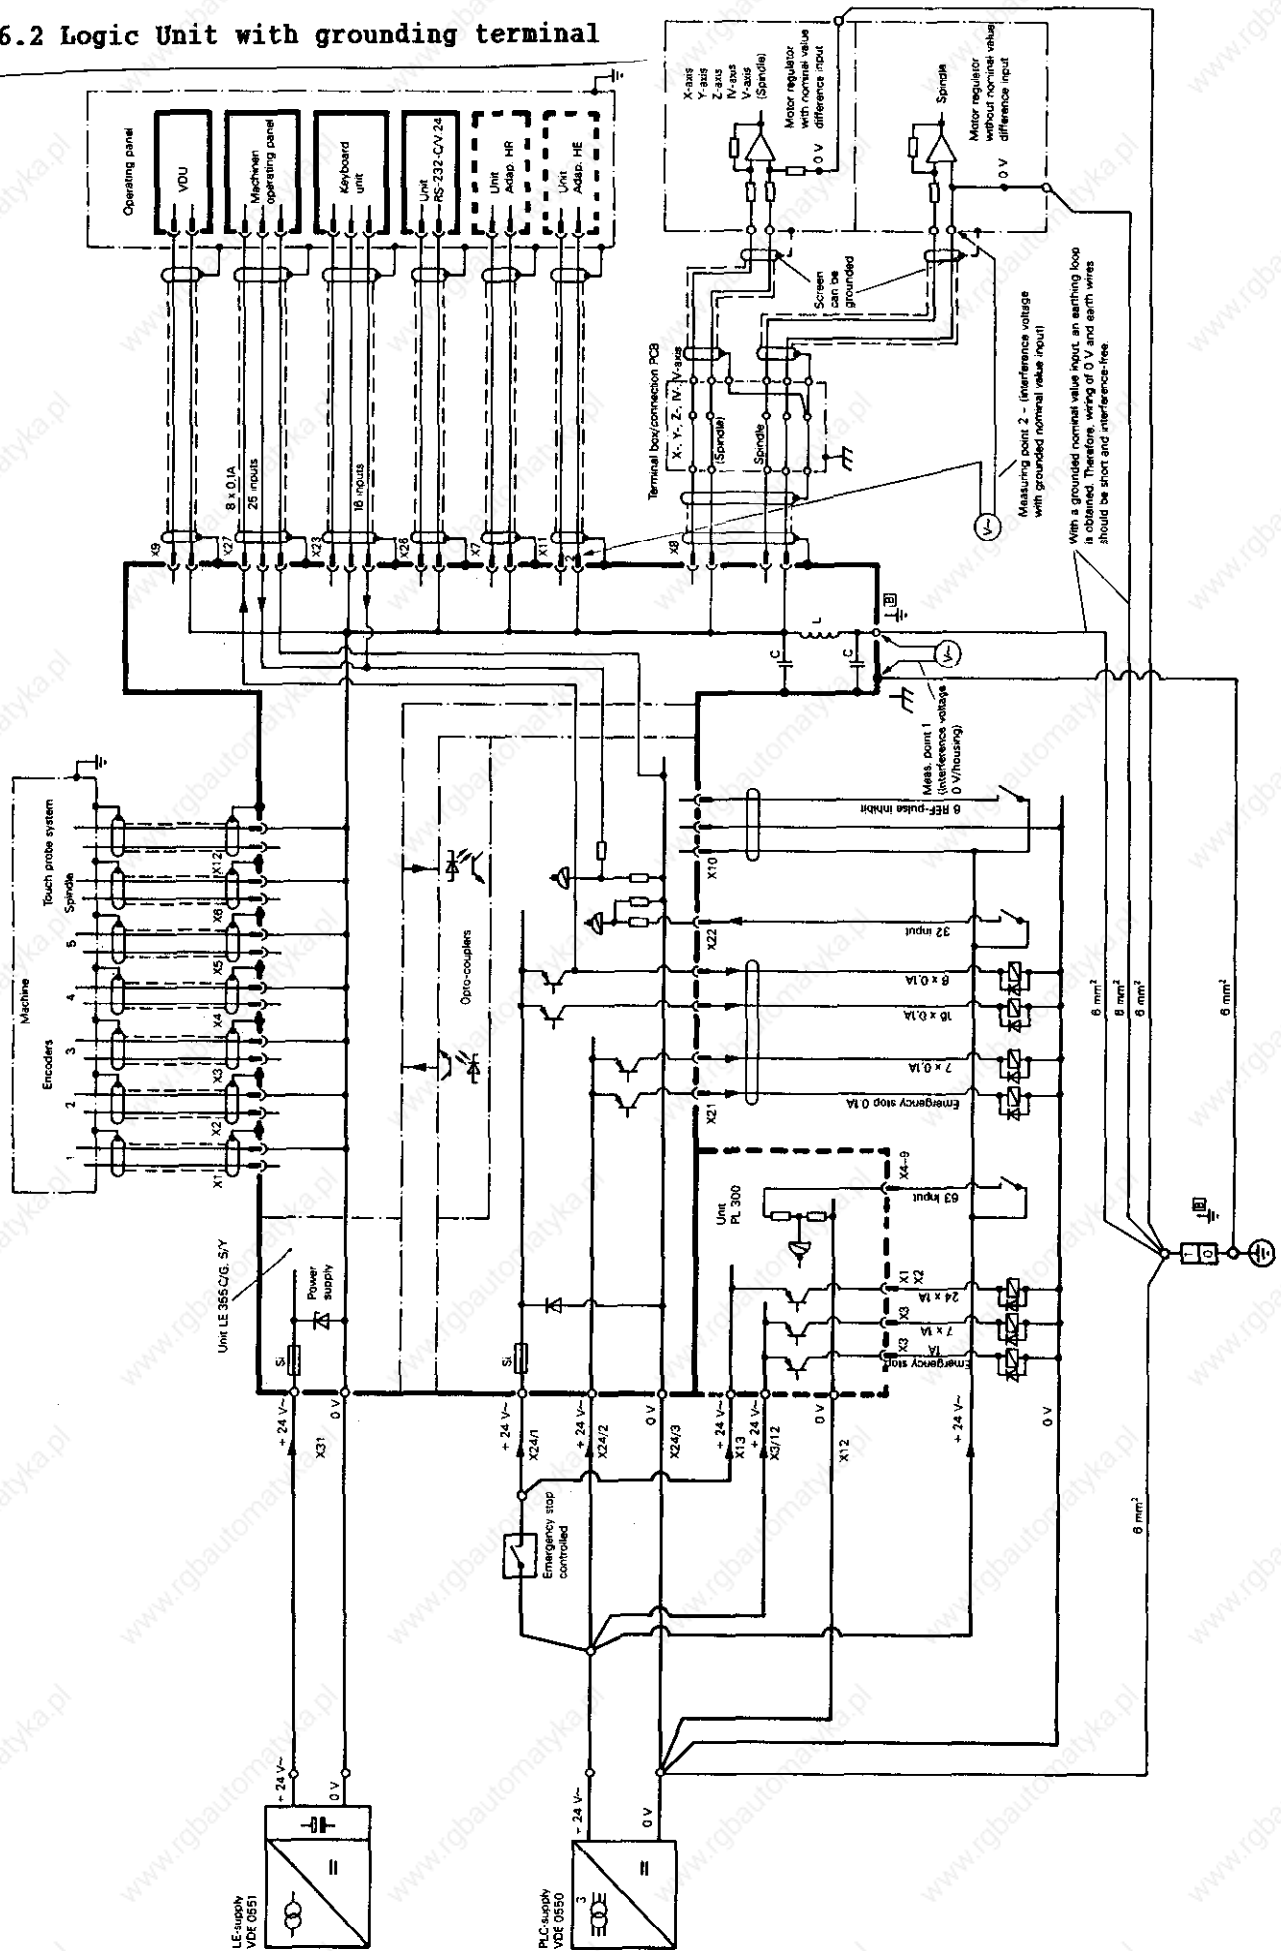 6.2 Logic Unit with grounding terminal
Operating panel
VDU
Machinen
operating panel
Keyboard
unit
Unit
RS-232-C/V.24
Unit
Adap. HR
Unit
Adap. HE
X9
X27
X23
X26
X7
X11
2
8 x 0,1A
25 inputs
18 inputs
X-axis
Y-axis
Z-axis
IV-axis
V-axis
(Spindle)
Motor regulator
with nominal value
difference input
0 V
Spindle
Motor regulator
without nominal value
difference input
0 V
Screen
can be
grounded
Terminal box/connection PCB
X-, Y-, Z-, IV-, V-axis
(Spindle)
Spindle
X8
V~
Measuring point 2 – (interference voltage
with grounded nominal value input)
With a grounded nominal value input, an earthing loop
is obtained. Therefore, wiring of 0 V and earth wires
should be short and interference-free.
L
C
C
B
V~
Meas. point 1
(interference voltage
0 V/housing)
Machine
Encoders
Touch probe system
Spindle
1
2
3
4
5
X1
X2
X3
X4
X5
X6
X12
Opto-couplers
Unit LE 355 C/G. S/Y
Power
supply
Si
Si
+ 24 V~
X31
0 V
+ 24 V~
X24/1
+ 24 V~
X24/2
0 V
X24/3
+ 24 V~
X13
+ 24 V~
X3/12
0 V
X12
+ 24 V~
0 V
X10
6 REF-pulse inhibit
X22
32 input
8 x 0.1A
16 x 0.1A
7 x 0.1A
Emergency stop 0.1A
X21
Unit
PL 300
X4-9
63 Input
X1
X2
24 x 1A
X3
7 x 1A
X3
1A
Emergency stop
Emergency stop
controlled
6 mm²
6 mm²
6 mm²
6 mm²
6 mm²
1
0
B
+ 24 V~
0 V
LE-supply
VDE 0551
+ 24 V~
0 V
3
PLC-supply
VDE 0550
www.rgbautomatyka.pl